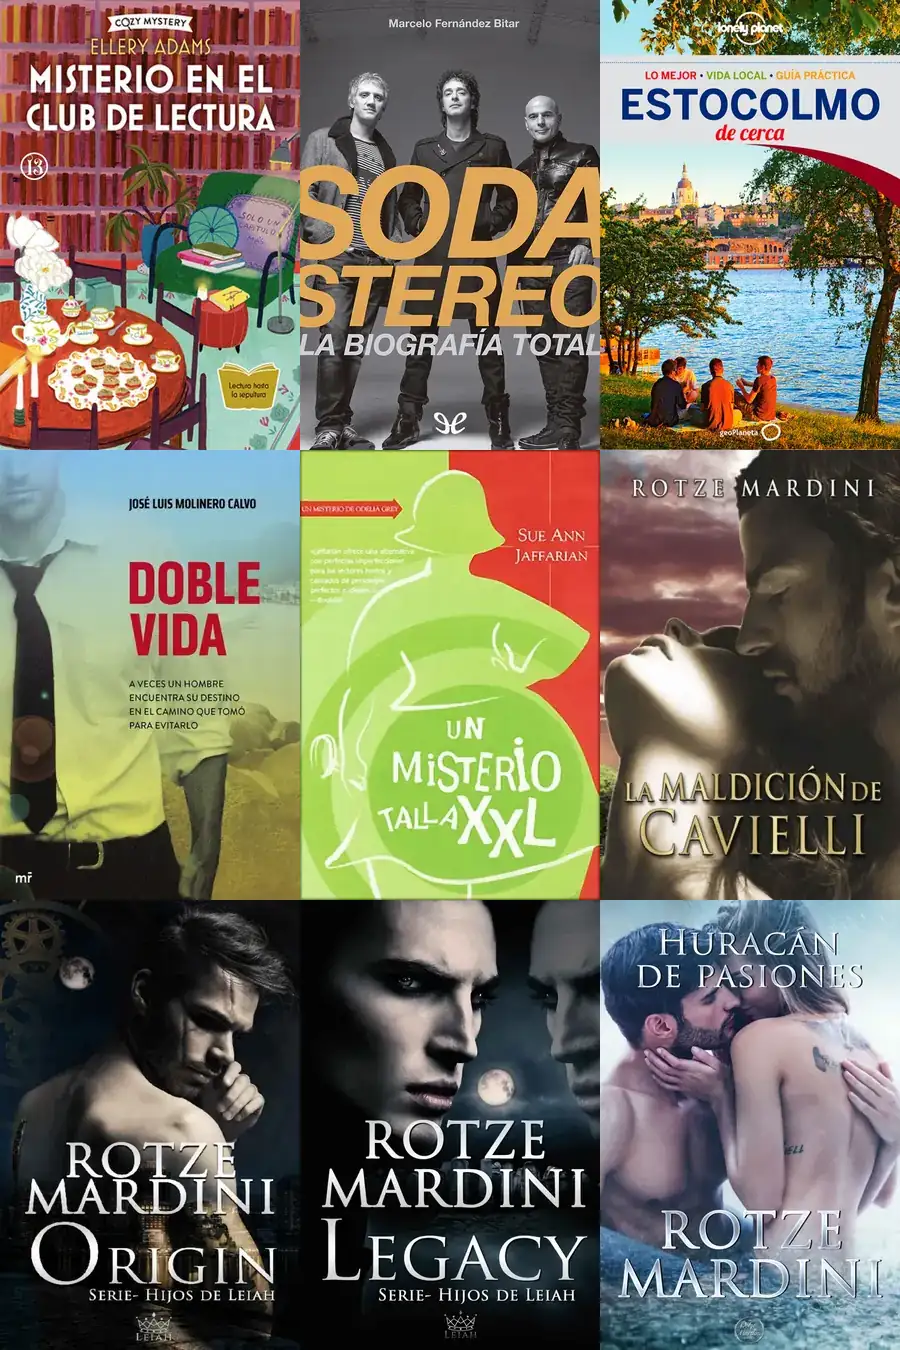 COZY MYSTERY
ELLERY ADAMS
MISTERIO EN EL
CLUB DE LECTURA
13
SOLO UN
CAPÍTULO
MÁS
Lectura hasta
la sepultura
Marcelo Fernández Bitar
SODA
STEREO
LA BIOGRAFÍA TOTAL
lonely planet
LO MEJOR • VIDA LOCAL • GUÍA PRÁCTICA
ESTOCOLMO
de cerca
geoPlaneta
JOSÉ LUIS MOLINERO CALVO
DOBLE
VIDA
A VECES UN HOMBRE
ENCUENTRA SU DESTINO
EN EL CAMINO QUE TOMÓ
PARA EVITARLO
mr
UN MISTERIO DE ODELIA GREY
SUE ANN
JAFFARIAN
UN
MISTERIO
TALLA XXL
ROTZE MARDINI
LA MALDICIÓN DE
CAVIELLI
ROTZE
MARDINI
ORIGIN
SERIE- HIJOS DE LEIAH
LEIAH
ROTZE
MARDINI
LEGACY
SERIE- HIJOS DE LEIAH
LEIAH
HURACÁN
DE PASIONES
ROTZE
MARDINI